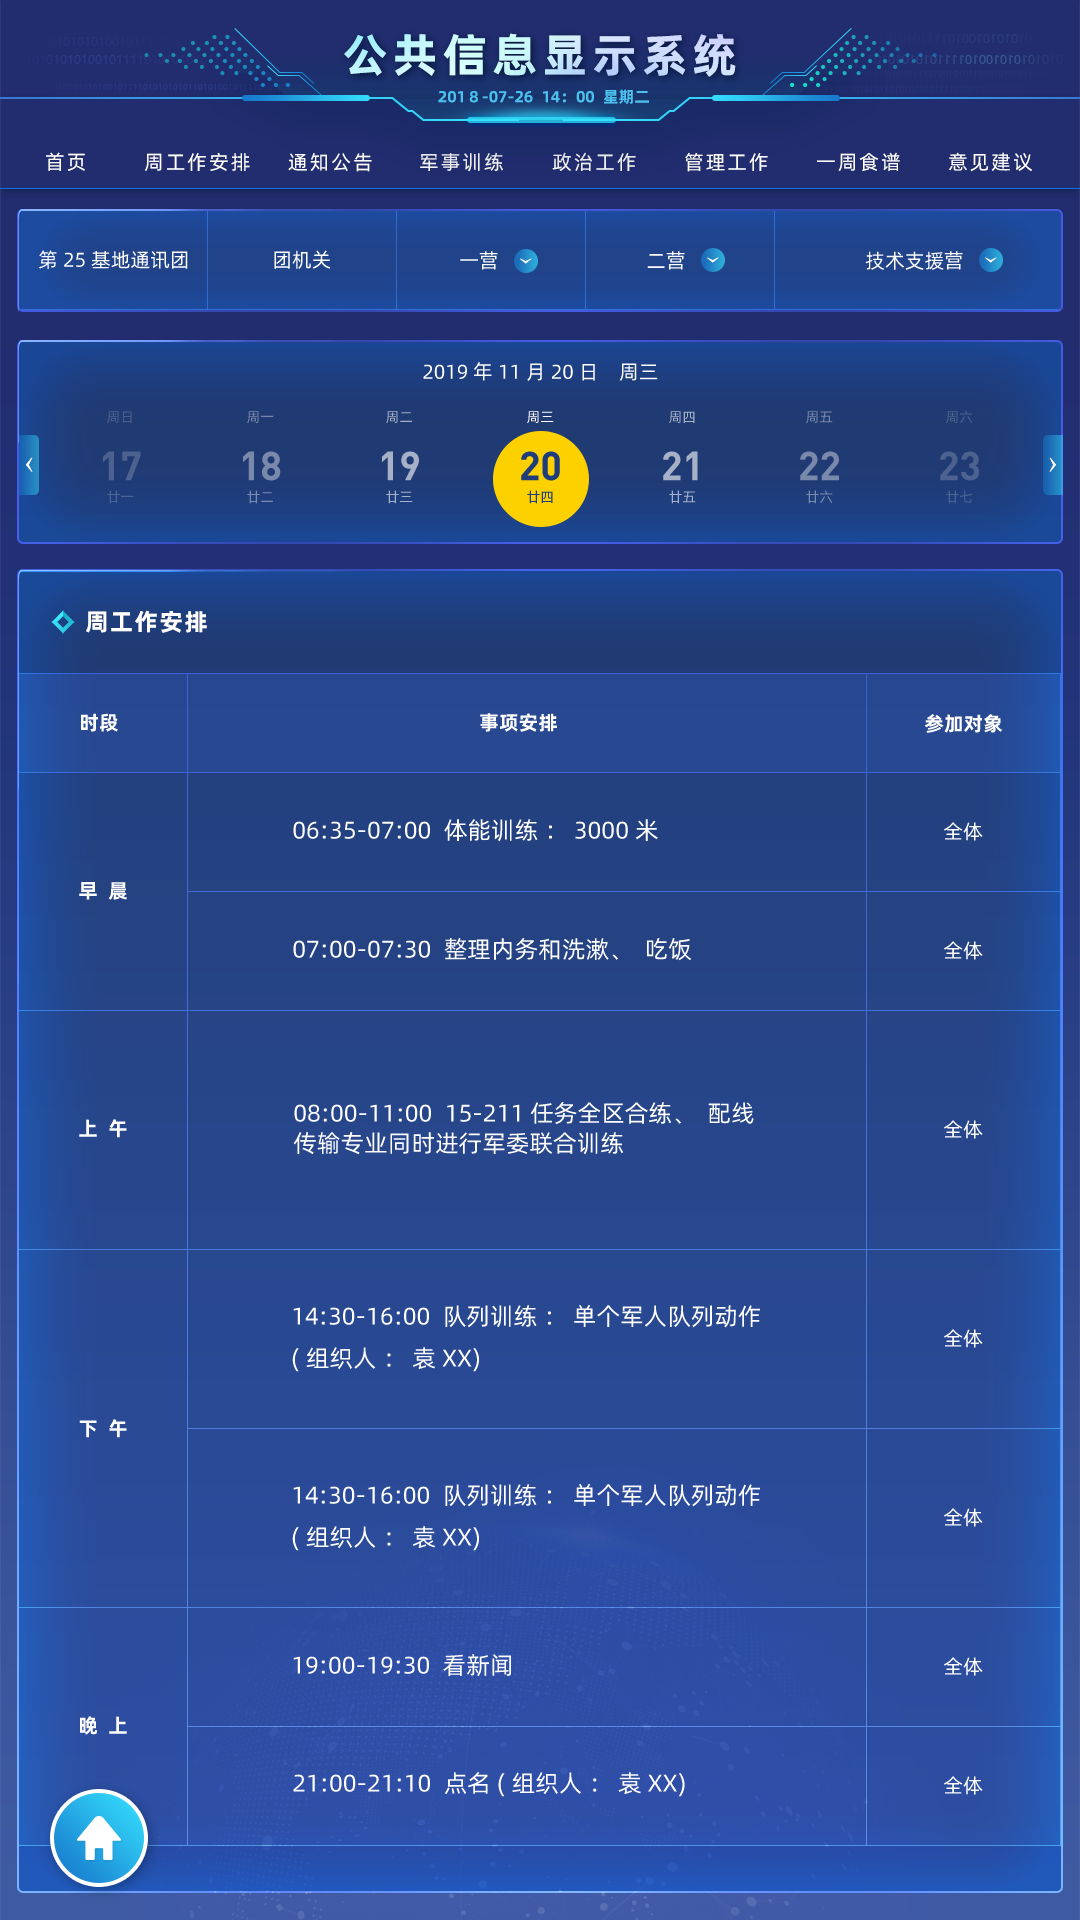 公共信息显示系统
2018-07-26 14：00 星期二
首页 周工作安排 通知公告 军事训练 政治工作 管理工作 一周食谱 意见建议
第 25 基地通讯团 团机关 一营 二营 技术支援营
2019 年 11 月 20 日 周三
周日 周一 周二 周三 周四 周五 周六
17 18 19 20 21 22 23
廿一 廿二 廿三 廿四 廿五 廿六 廿七
周工作安排
时段 事项安排 参加对象
早 晨
06:35-07:00 体能训练： 3000 米 全体
07:00-07:30 整理内务和洗漱、 吃饭 全体
上 午
08:00-11:00 15-211 任务全区合练、 配线
传输专业同时进行军委联合训练
全体
下 午
14:30-16:00 队列训练： 单个军人队列动作
( 组织人： 袁 XX)
全体
14:30-16:00 队列训练： 单个军人队列动作
( 组织人： 袁 XX)
全体
晚 上
19:00-19:30 看新闻 全体
21:00-21:10 点名 ( 组织人： 袁 XX) 全体